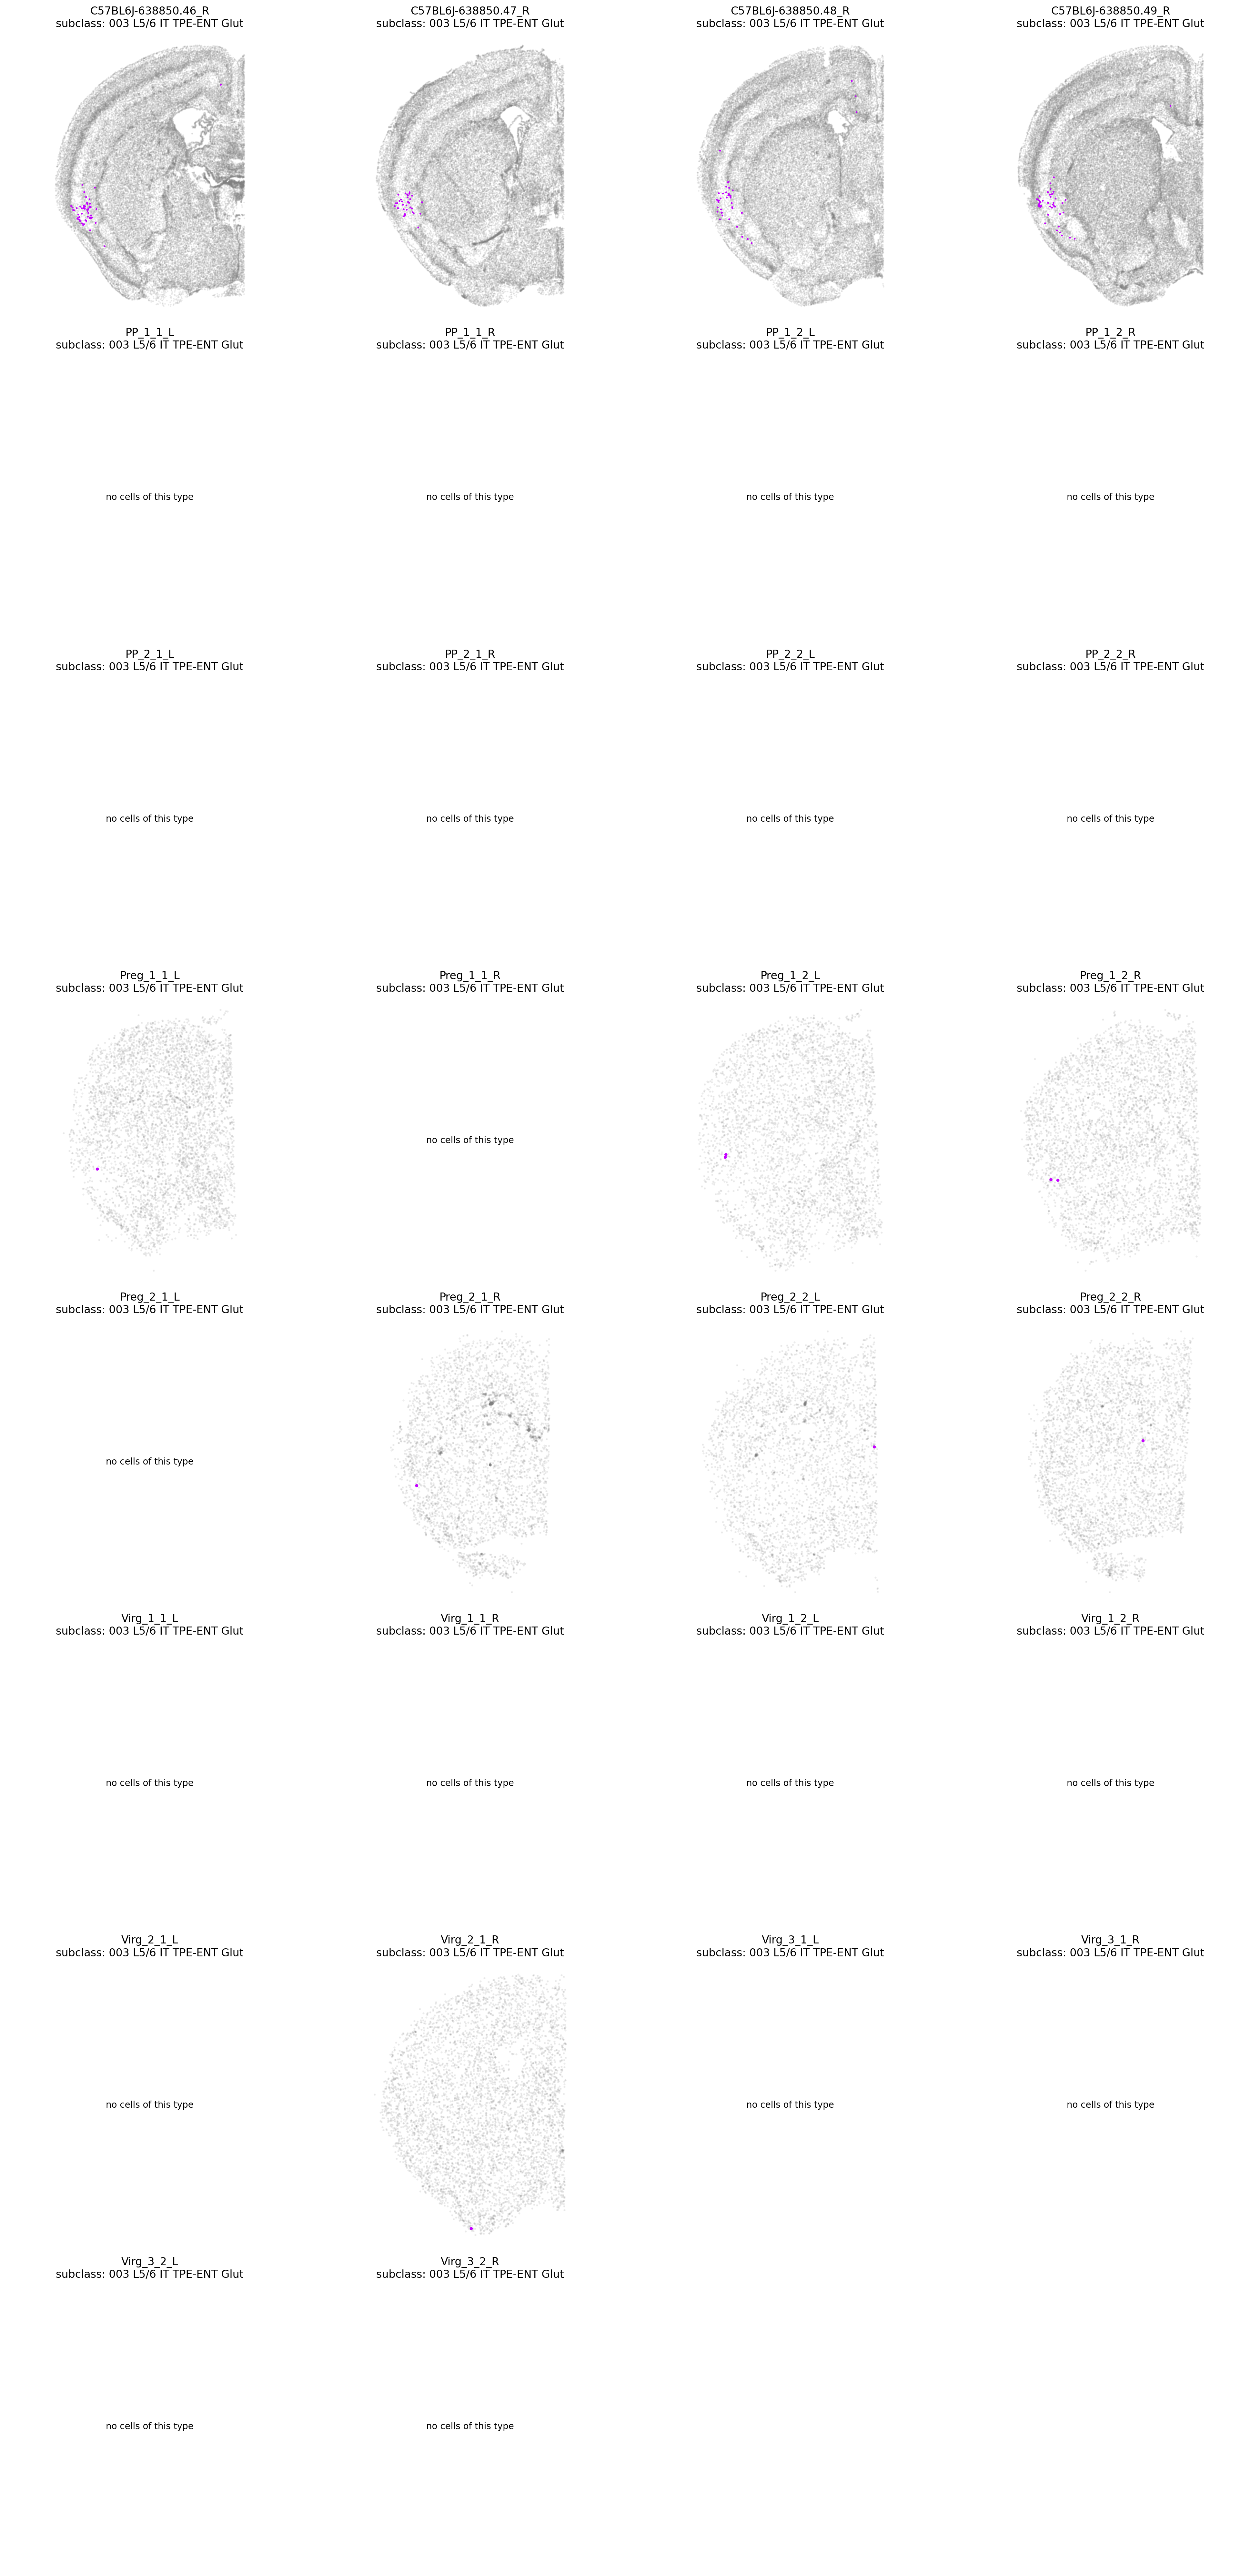 C57BL6J-638850.46_R
subclass: 003 L5/6 IT TPE-ENT Glut
C57BL6J-638850.47_R
subclass: 003 L5/6 IT TPE-ENT Glut
C57BL6J-638850.48_R
subclass: 003 L5/6 IT TPE-ENT Glut
C57BL6J-638850.49_R
subclass: 003 L5/6 IT TPE-ENT Glut
PP_1_1_L
subclass: 003 L5/6 IT TPE-ENT Glut
no cells of this type
PP_1_1_R
subclass: 003 L5/6 IT TPE-ENT Glut
no cells of this type
PP_1_2_L
subclass: 003 L5/6 IT TPE-ENT Glut
no cells of this type
PP_1_2_R
subclass: 003 L5/6 IT TPE-ENT Glut
no cells of this type
PP_2_1_L
subclass: 003 L5/6 IT TPE-ENT Glut
no cells of this type
PP_2_1_R
subclass: 003 L5/6 IT TPE-ENT Glut
no cells of this type
PP_2_2_L
subclass: 003 L5/6 IT TPE-ENT Glut
no cells of this type
PP_2_2_R
subclass: 003 L5/6 IT TPE-ENT Glut
no cells of this type
Preg_1_1_L
subclass: 003 L5/6 IT TPE-ENT Glut
Preg_1_1_R
subclass: 003 L5/6 IT TPE-ENT Glut
no cells of this type
Preg_1_2_L
subclass: 003 L5/6 IT TPE-ENT Glut
Preg_1_2_R
subclass: 003 L5/6 IT TPE-ENT Glut
Preg_2_1_L
subclass: 003 L5/6 IT TPE-ENT Glut
no cells of this type
Preg_2_1_R
subclass: 003 L5/6 IT TPE-ENT Glut
Preg_2_2_L
subclass: 003 L5/6 IT TPE-ENT Glut
Preg_2_2_R
subclass: 003 L5/6 IT TPE-ENT Glut
Virg_1_1_L
subclass: 003 L5/6 IT TPE-ENT Glut
no cells of this type
Virg_1_1_R
subclass: 003 L5/6 IT TPE-ENT Glut
no cells of this type
Virg_1_2_L
subclass: 003 L5/6 IT TPE-ENT Glut
no cells of this type
Virg_1_2_R
subclass: 003 L5/6 IT TPE-ENT Glut
no cells of this type
Virg_2_1_L
subclass: 003 L5/6 IT TPE-ENT Glut
no cells of this type
Virg_2_1_R
subclass: 003 L5/6 IT TPE-ENT Glut
Virg_3_1_L
subclass: 003 L5/6 IT TPE-ENT Glut
no cells of this type
Virg_3_1_R
subclass: 003 L5/6 IT TPE-ENT Glut
no cells of this type
Virg_3_2_L
subclass: 003 L5/6 IT TPE-ENT Glut
no cells of this type
Virg_3_2_R
subclass: 003 L5/6 IT TPE-ENT Glut
no cells of this type